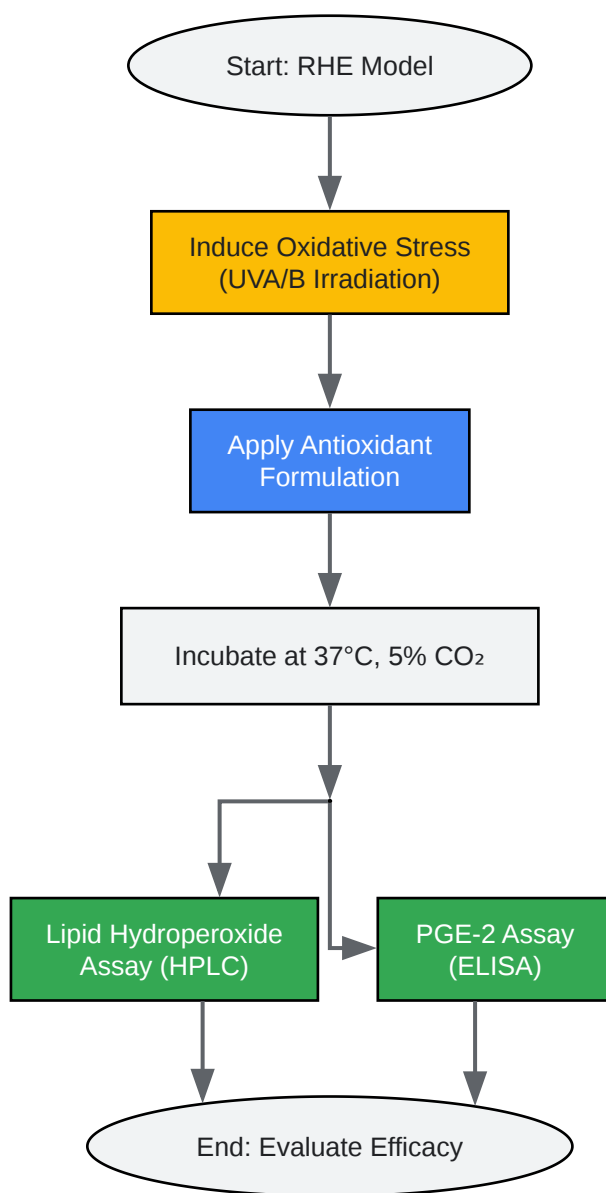 Start: RHE Model
Induce Oxidative Stress
(UVA/B Irradiation)
Apply Antioxidant
Formulation
Incubate at 37°C, 5% CO₂
Lipid Hydroperoxide
Assay (HPLC)
PGE-2 Assay
(ELISA)
End: Evaluate Efficacy